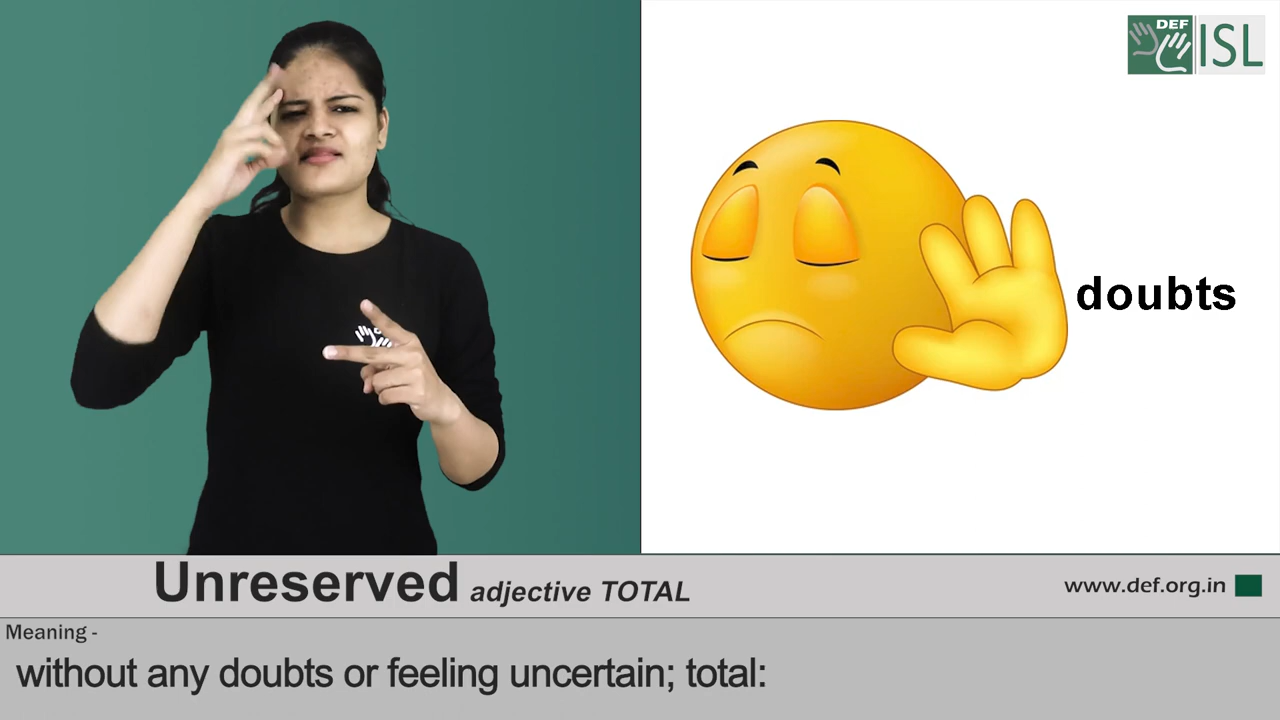 DEF
ISL
doubts
Unreserved adjective TOTAL
www.def.org.in
Meaning -
without any doubts or feeling uncertain; total: